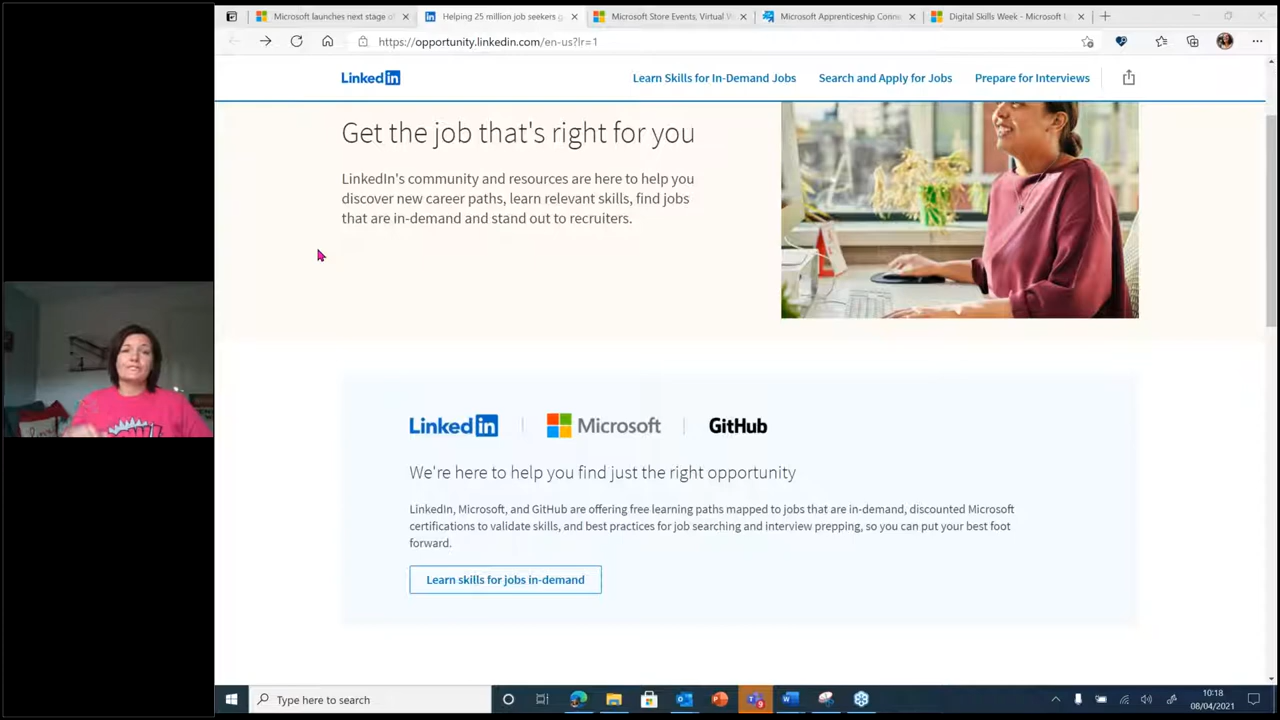 Microsoft launches next stage of
Helping 25 million job seekers g
Microsoft Store Events, Virtual W
Microsoft Apprenticeship Conne
Digital Skills Week - Microsoft
https://opportunity.linkedin.com/en-us?lr=1
LinkedIn
Learn Skills for In-Demand Jobs
Search and Apply for Jobs
Prepare for Interviews
Get the job that's right for you
LinkedIn's community and resources are here to help you
discover new career paths, learn relevant skills, find jobs
that are in-demand and stand out to recruiters.
LinkedIn | Microsoft | GitHub
We're here to help you find just the right opportunity
LinkedIn, Microsoft, and GitHub are offering free learning paths mapped to jobs that are in-demand, discounted Microsoft
certifications to validate skills, and best practices for job searching and interview prepping, so you can put your best foot
forward.
Learn skills for jobs in-demand
Type here to search
10:18
08/04/2021